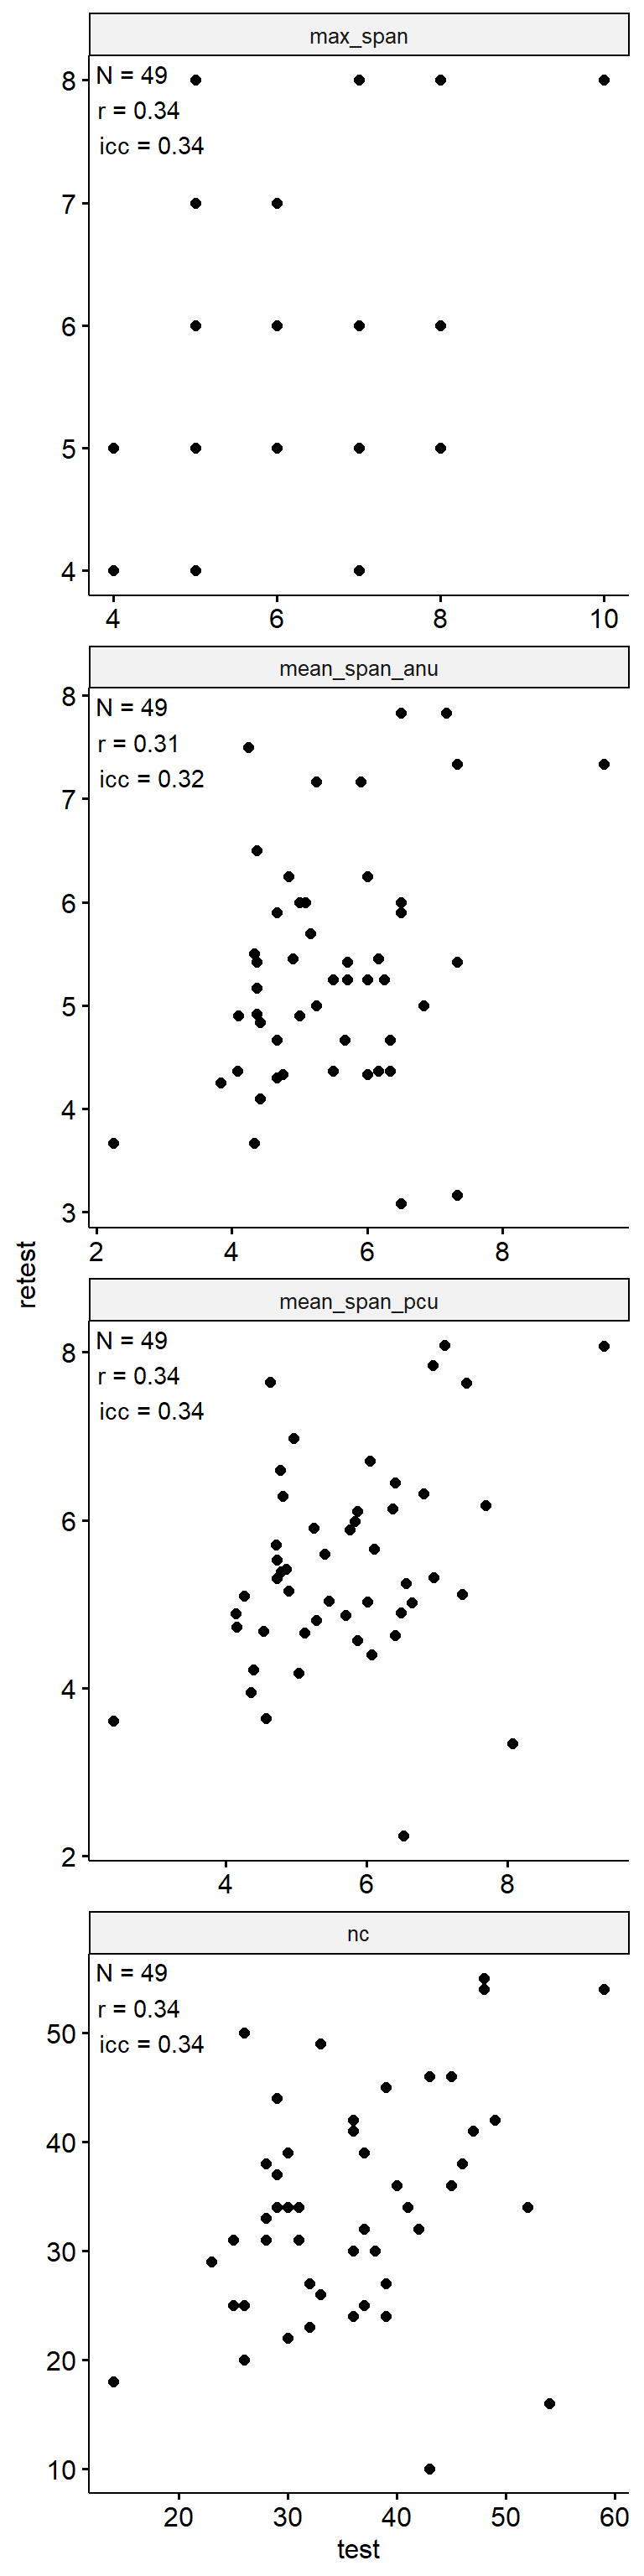 max_span
N = 49
r = 0.34
icc = 0.34
8
7
6
5
4
4 6 8 10
mean_span_anu
N = 49
r = 0.31
icc = 0.32
8
7
6
5
4
3
2 4 6 8
retest
mean_span_pcu
N = 49
r = 0.34
icc = 0.34
8
6
4
2
4 6 8
nc
N = 49
r = 0.34
icc = 0.34
50
40
30
20
10
20 30 40 50 60
test